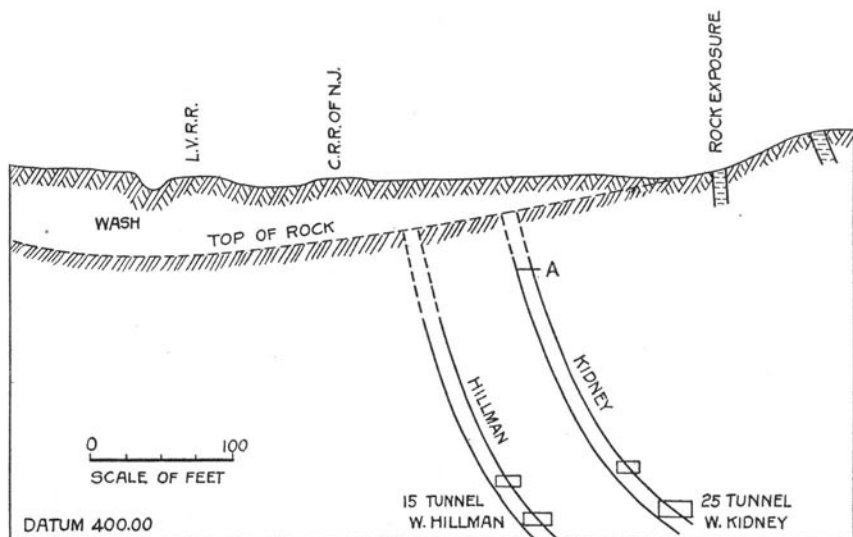 L.V.R.R.
C.R.R. OF N.J.
ROCK EXPOSURE
WASH
TOP OF ROCK
A
HILLMAN
KIDNEY
0 100
SCALE OF FEET
15 TUNNEL
W. HILLMAN
25 TUNNEL
W. KIDNEY
DATUM 400.00